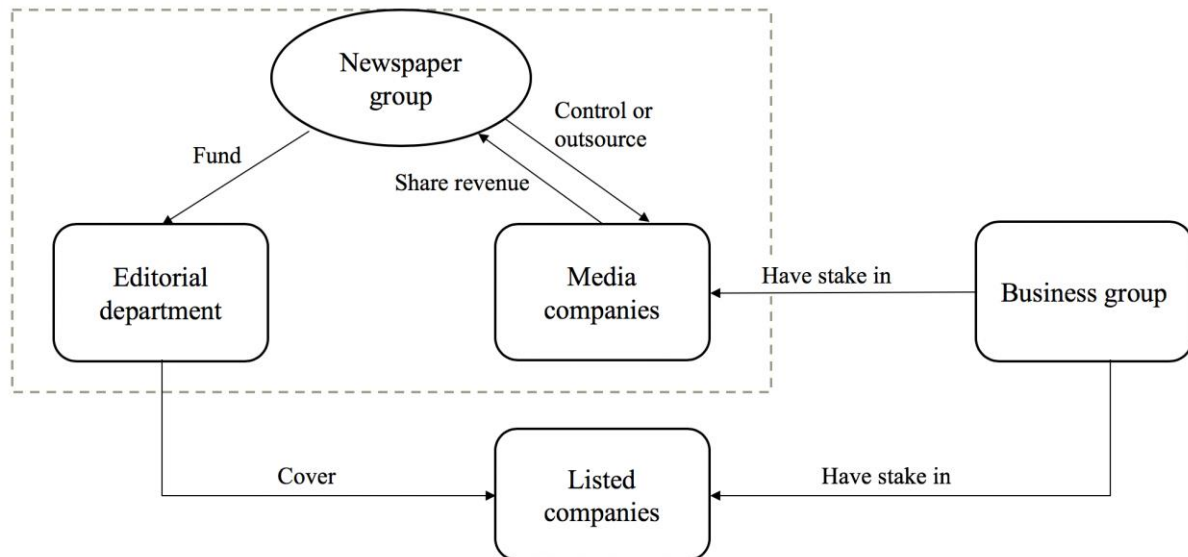 Newspaper
group
Control or
outsource
Fund
Share revenue
Editorial
department
Media
companies
Have stake in
Business group
Cover
Listed
companies
Have stake in